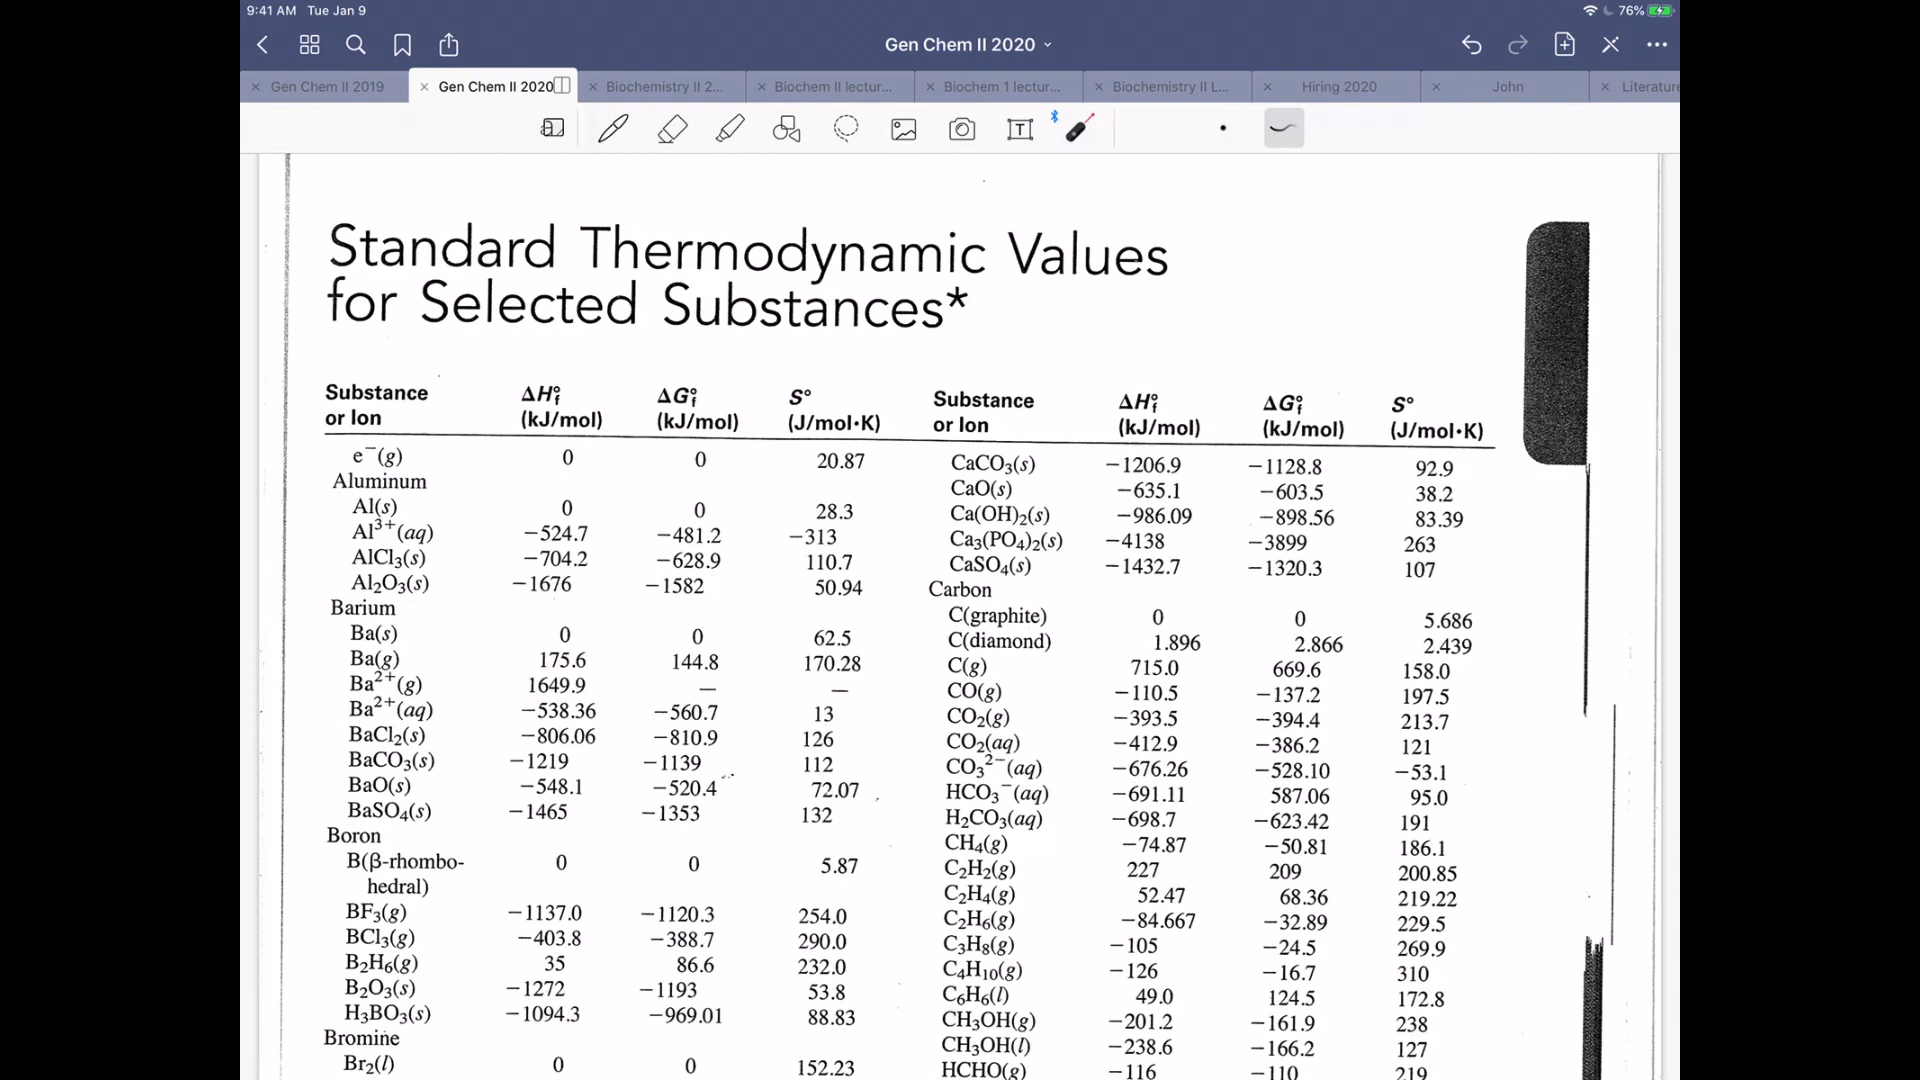 9:41 AM Tue Jan 9
76%
Gen Chem II 2020
Gen Chem II 2019
Gen Chem II 2020
Biochemistry II 2...
Biochem II lectur...
Biochem 1 lectur...
Biochemistry II L...
Hiring 2020
John
Literature
T
Standard Thermodynamic Values
for Selected Substances*
Substance or Ion ΔH°f (kJ/mol) ΔG°f (kJ/mol) S° (J/mol·K)
e⁻(g) 0 0 20.87
Aluminum
Al(s) 0 0 28.3
Al³⁺(aq) −524.7 −481.2 −313
AlCl₃(s) −704.2 −628.9 110.7
Al₂O₃(s) −1676 −1582 50.94
Barium
Ba(s) 0 0 62.5
Ba(g) 175.6 144.8 170.28
Ba²⁺(g) 1649.9 — —
Ba²⁺(aq) −538.36 −560.7 13
BaCl₂(s) −806.06 −810.9 126
BaCO₃(s) −1219 −1139 112
BaO(s) −548.1 −520.4 72.07
BaSO₄(s) −1465 −1353 132
Boron
B(β-rhombo-
hedral) 0 0 5.87
BF₃(g) −1137.0 −1120.3 254.0
BCl₃(g) −403.8 −388.7 290.0
B₂H₆(g) 35 86.6 232.0
B₂O₃(s) −1272 −1193 53.8
H₃BO₃(s) −1094.3 −969.01 88.83
Bromine
Br₂(l) 0 0 152.23
Substance or Ion ΔH°f (kJ/mol) ΔG°f (kJ/mol) S° (J/mol·K)
CaCO₃(s) −1206.9 −1128.8 92.9
CaO(s) −635.1 −603.5 38.2
Ca(OH)₂(s) −986.09 −898.56 83.39
Ca₃(PO₄)₂(s) −4138 −3899 263
CaSO₄(s) −1432.7 −1320.3 107
Carbon
C(graphite) 0 0 5.686
C(diamond) 1.896 2.866 2.439
C(g) 715.0 669.6 158.0
CO(g) −110.5 −137.2 197.5
CO₂(g) −393.5 −394.4 213.7
CO₂(aq) −412.9 −386.2 121
CO₃²⁻(aq) −676.26 −528.10 −53.1
HCO₃⁻(aq) −691.11 587.06 95.0
H₂CO₃(aq) −698.7 −623.42 191
CH₄(g) −74.87 −50.81 186.1
C₂H₂(g) 227 209 200.85
C₂H₄(g) 52.47 68.36 219.22
C₂H₆(g) −84.667 −32.89 229.5
C₃H₈(g) −105 −24.5 269.9
C₄H₁₀(g) −126 −16.7 310
C₆H₆(l) 49.0 124.5 172.8
CH₃OH(g) −201.2 −161.9 238
CH₃OH(l) −238.6 −166.2 127
HCHO(g) −116 −110 219